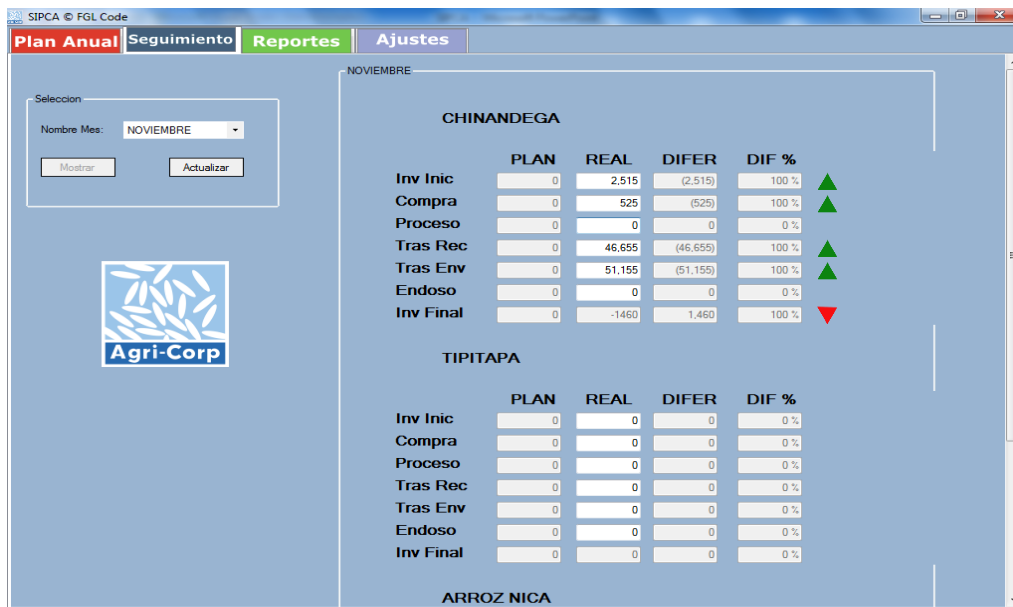 SIPCA © FGL Code
Plan Anual Seguimiento Reportes Ajustes
Seleccion
Nombre Mes: NOVIEMBRE
Mostrar Actualizar
Agri-Corp
NOVIEMBRE
CHINANDEGA
PLAN REAL DIFER DIF %
Inv Inic 0 2,515 (2,515) 100 %
Compra 0 525 (525) 100 %
Proceso 0 0 0 0 %
Tras Rec 0 46,655 (46,655) 100 %
Tras Env 0 51,155 (51,155) 100 %
Endoso 0 0 0 0 %
Inv Final 0 -1460 1,460 100 %
TIPITAPA
PLAN REAL DIFER DIF %
Inv Inic 0 0 0 0 %
Compra 0 0 0 0 %
Proceso 0 0 0 0 %
Tras Rec 0 0 0 0 %
Tras Env 0 0 0 0 %
Endoso 0 0 0 0 %
Inv Final 0 0 0 0 %
ARROZ NICA